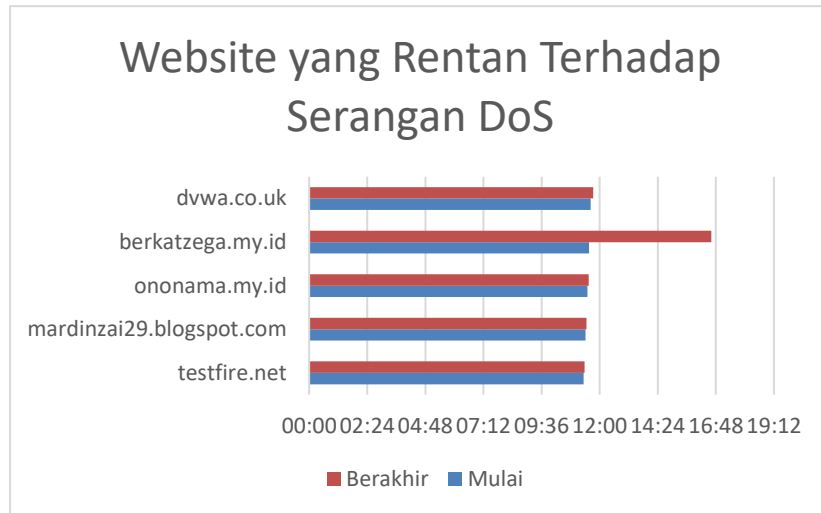 Website yang Rentan Terhadap
Serangan DoS
dvwa.co.uk
berkatzega.my.id
ononama.my.id
mardinzai29.blogspot.com
testfire.net
00:00 02:24 04:48 07:12 09:36 12:00 14:24 16:48 19:12
Berakhir Mulai